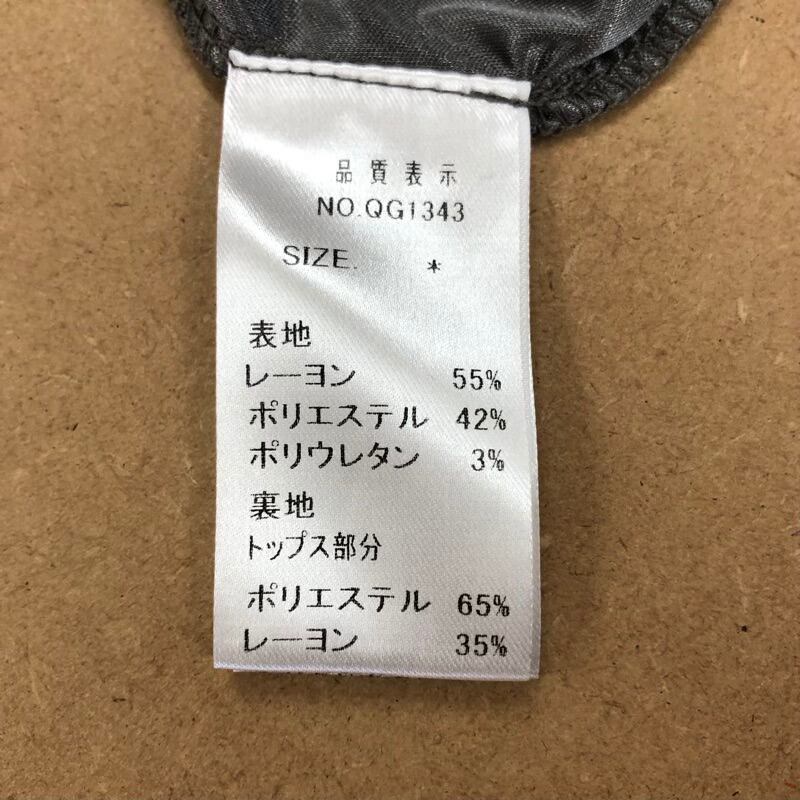 品質表示
NO.QG1343
SIZE. *
表地
レーヨン 55%
ポリエステル 42%
ポリウレタン 3%
裏地
トップス部分
ポリエステル 65%
レーヨン 35%